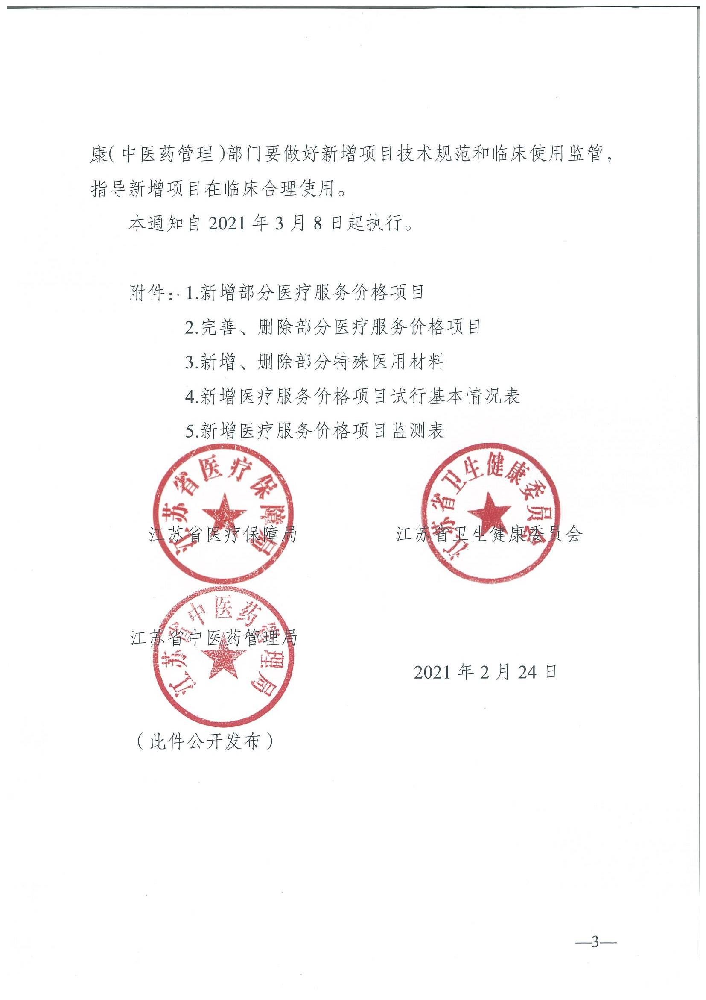 康(中医药管理)部门要做好新增项目技术规范和临床使用监管，
指导新增项目在临床合理使用。
本通知自 2021 年 3 月 8 日起执行。
附件：1.新增部分医疗服务价格项目
2.完善、删除部分医疗服务价格项目
3.新增、删除部分特殊医用材料
4.新增医疗服务价格项目试行基本情况表
5.新增医疗服务价格项目监测表
江苏省医疗保障局
江苏省卫生健康委员会
江苏省医疗保障局
江苏省卫生健康委员会
江苏省中医药管理局
江苏省中医药管理局
2021 年 2 月 24 日
（此件公开发布）
—3—